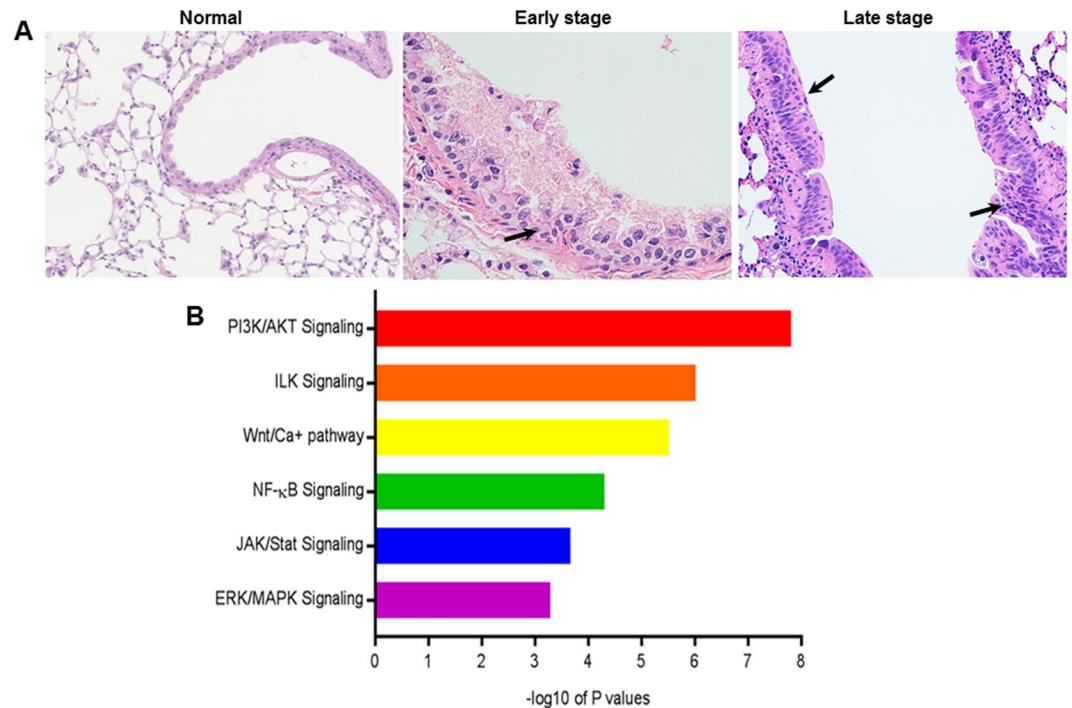 A
Normal
Early stage
Late stage
B
PI3K/AKT Signaling
ILK Signaling
Wnt/Ca+ pathway
NF-κB Signaling
JAK/Stat Signaling
ERK/MAPK Signaling
0 1 2 3 4 5 6 7 8
-log10 of P values